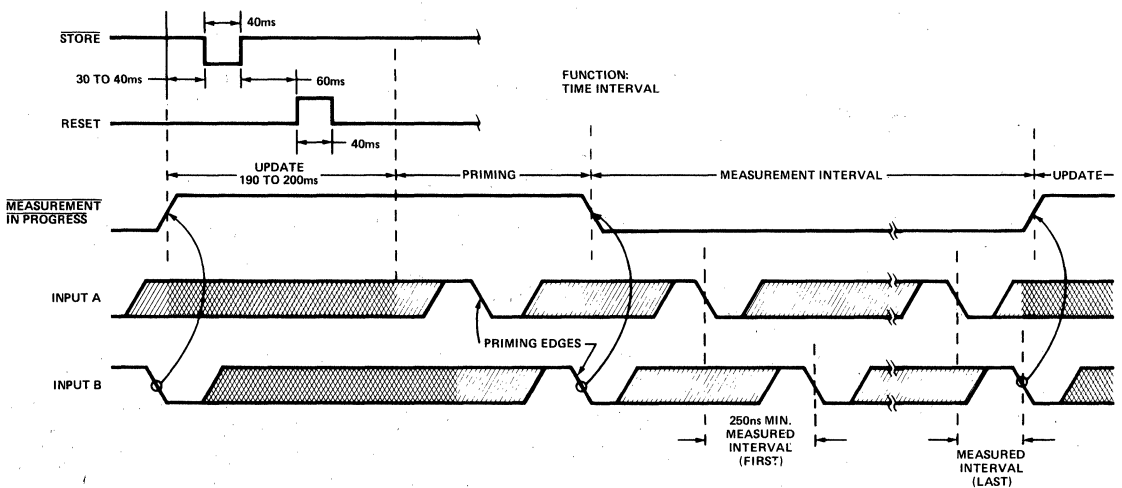 40ms
STORE
30 TO 40ms
60ms
FUNCTION:
TIME INTERVAL
RESET
40ms
UPDATE
190 TO 200ms
PRIMING
MEASUREMENT INTERVAL
UPDATE
MEASUREMENT
IN PROGRESS
INPUT A
PRIMING EDGES
INPUT B
250ns MIN.
MEASURED
INTERVAL
(FIRST)
MEASURED
INTERVAL
(LAST)